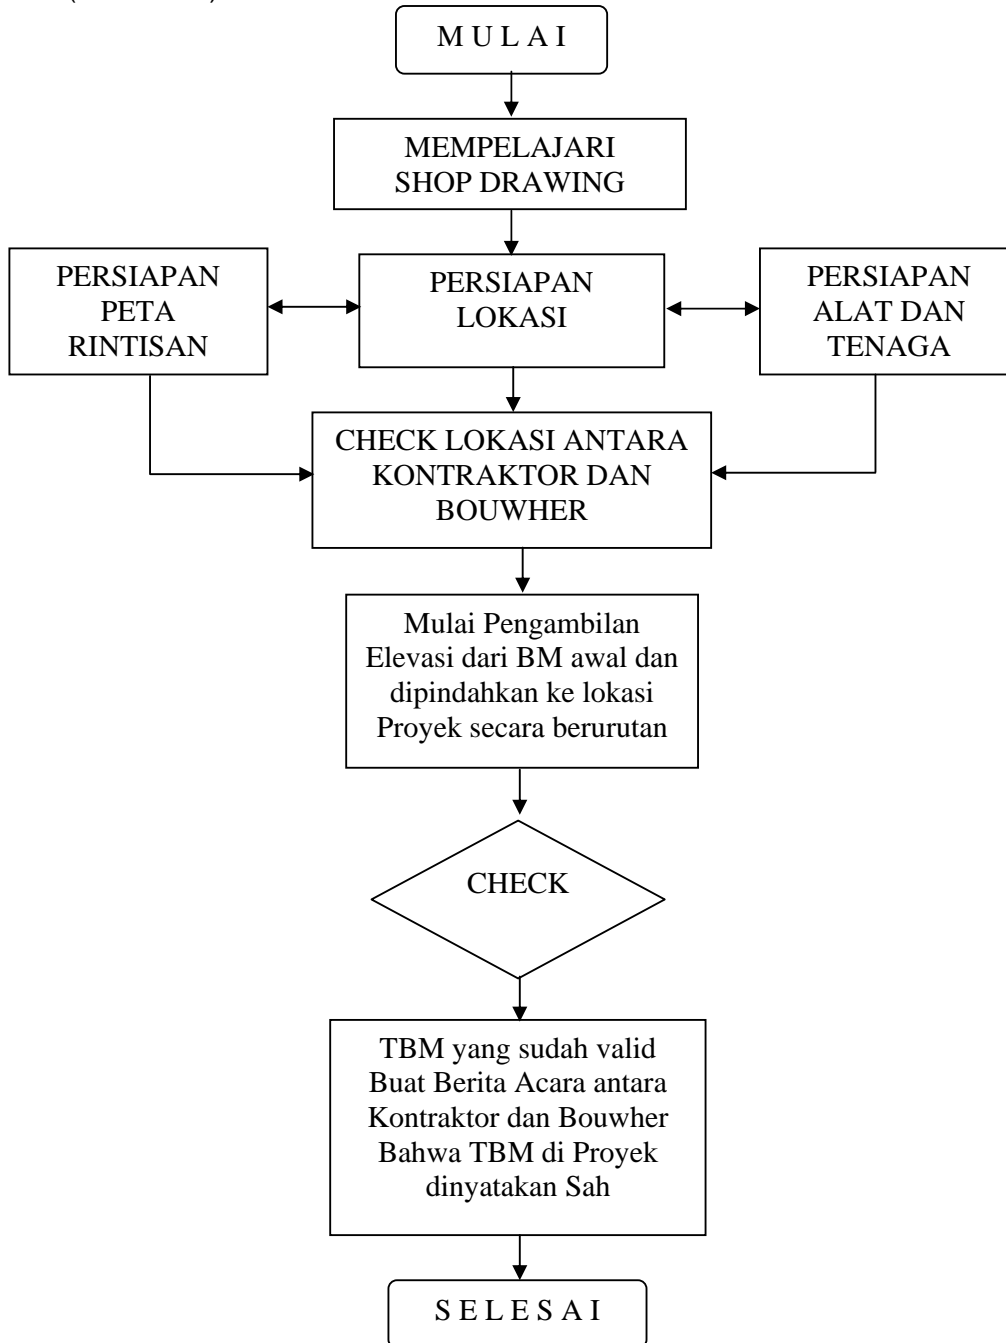 M U L A I
MEMPELAJARI
SHOP DRAWING
PERSIAPAN
PETA
RINTISAN
PERSIAPAN
LOKASI
PERSIAPAN
ALAT DAN
TENAGA
CHECK LOKASI ANTARA
KONTRAKTOR DAN
BOUWHER
Mulai Pengambilan
Elevasi dari BM awal dan
dipindahkan ke lokasi
Proyek secara berurutan
CHECK
TBM yang sudah valid
Buat Berita Acara antara
Kontraktor dan Bouwher
Bahwa TBM di Proyek
dinyatakan Sah
S E L E S A I